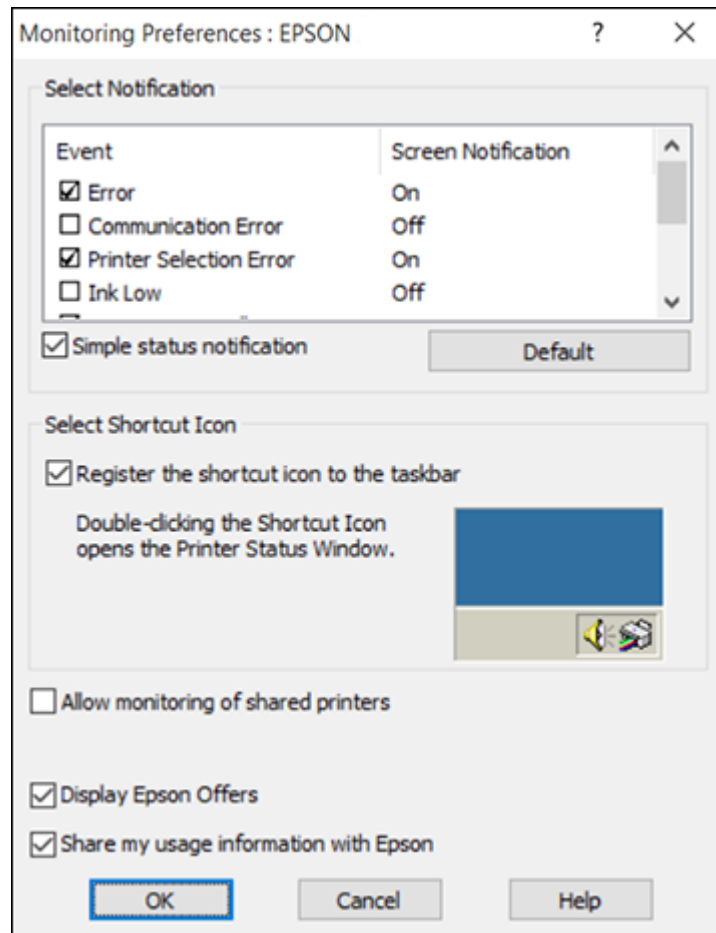 Monitoring Preferences : EPSON ? X
Select Notification
Event Screen Notification
Error On
Communication Error Off
Printer Selection Error On
Ink Low Off
Simple status notification Default
Select Shortcut Icon
Register the shortcut icon to the taskbar
Double-clicking the Shortcut Icon
opens the Printer Status Window.
Allow monitoring of shared printers
Display Epson Offers
Share my usage information with Epson
OK Cancel Help